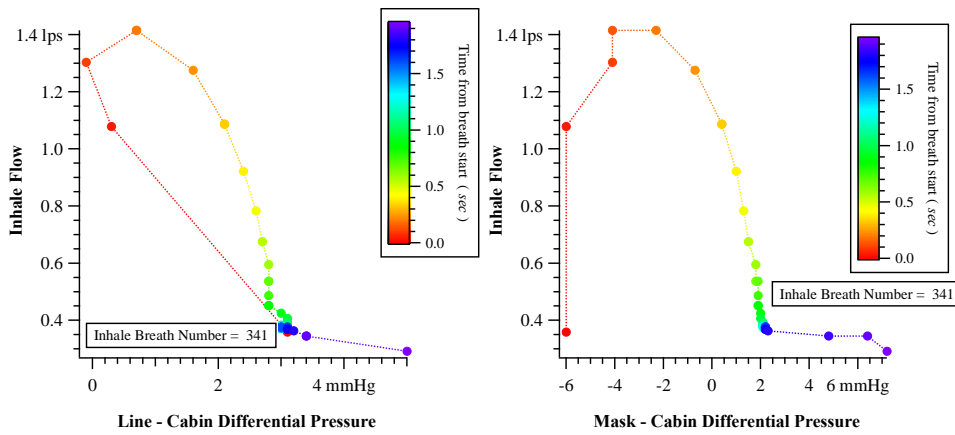 1.4 lps
1.2
1.0
0.8
0.6
0.4
Inhale Flow
0
2
4 mmHg
Line - Cabin Differential Pressure
Inhale Breath Number = 341
1.5
1.0
0.5
0.0
Time from breath start ( sec )
1.4 lps
1.2
1.0
0.8
0.6
0.4
Inhale Flow
-6
-4
-2
0
2
4
6 mmHg
Mask - Cabin Differential Pressure
Inhale Breath Number = 341
1.5
1.0
0.5
0.0
Time from breath start ( sec )